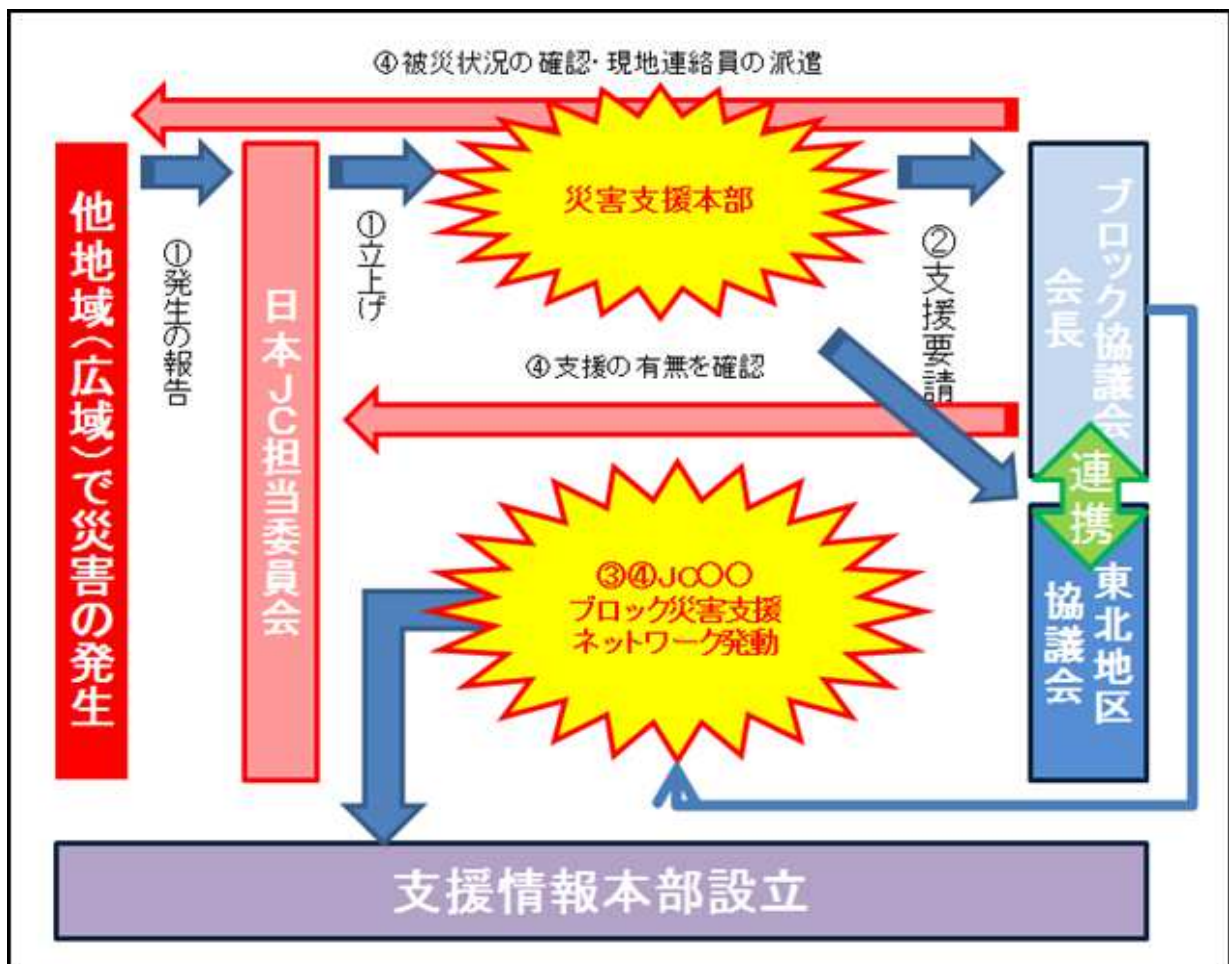 ④被災状況の確認・現地連絡員の派遣
他地域（広域）で災害の発生
①発生の報告
日本JC担当委員会
①立上げ
災害支援本部
②支援要請
ブロック協議会
会長
④支援の有無を確認
連携
③④JC〇〇
ブロック災害支援
ネットワーク発動
東北地区
協議会
支援情報本部設立